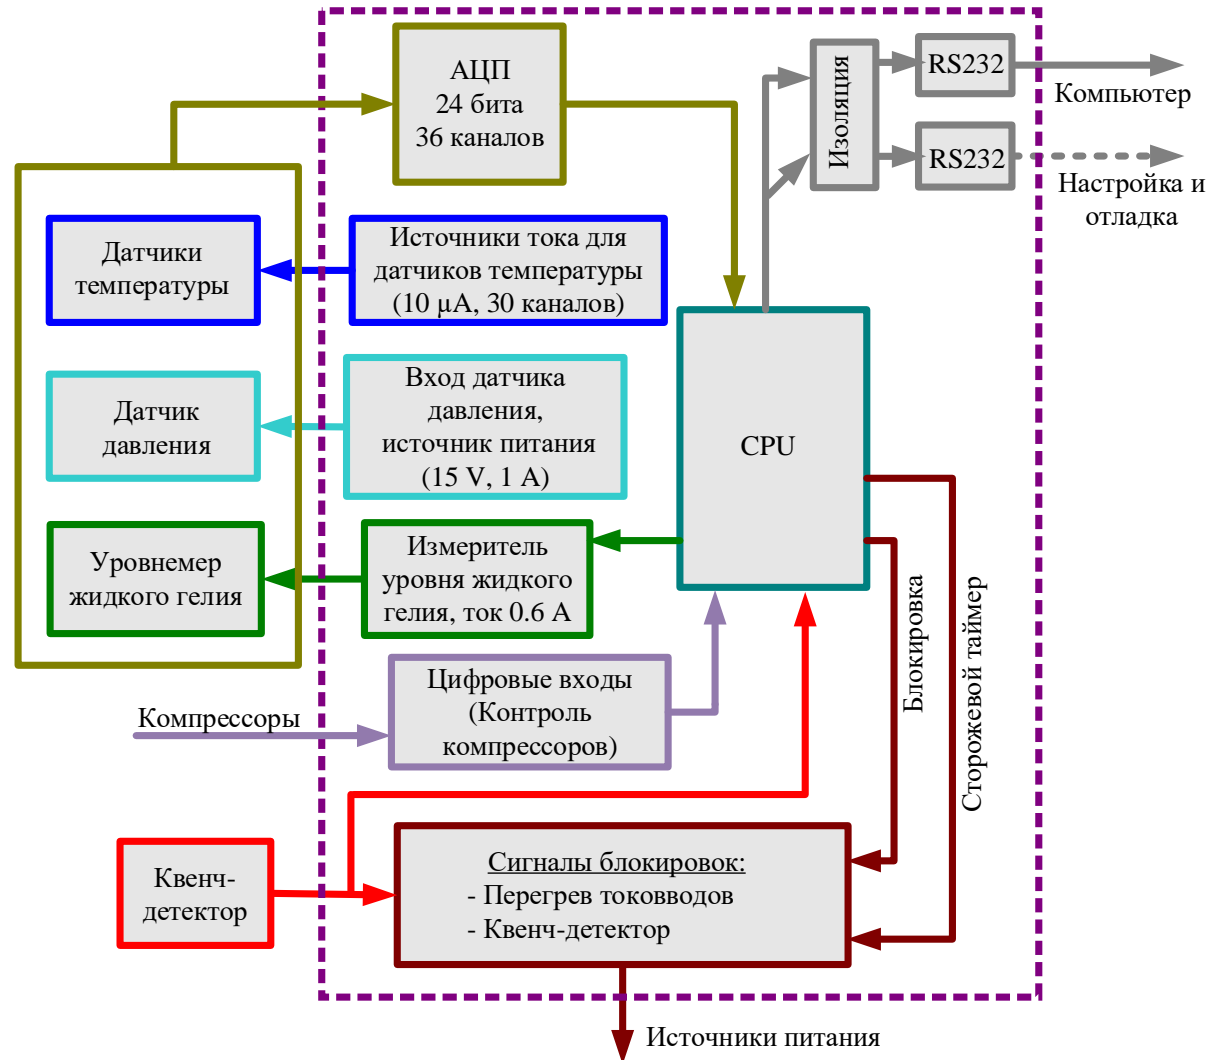 АЦП
24 бита
36 каналов
Изоляция
RS232
Компьютер
RS232
Настройка и
отладка
Датчики
температуры
Источники тока для
датчиков температуры
(10 µA, 30 каналов)
Датчик
давления
Вход датчика
давления,
источник питания
(15 V, 1 A)
CPU
Уровнемер
жидкого гелия
Измеритель
уровня жидкого
гелия, ток 0.6 А
Блокировка
Сторожевой таймер
Компрессоры
Цифровые входы
(Контроль
компрессоров)
Квенч-
детектор
Сигналы блокировок:
- Перегрев токовводов
- Квенч-детектор
Источники питания